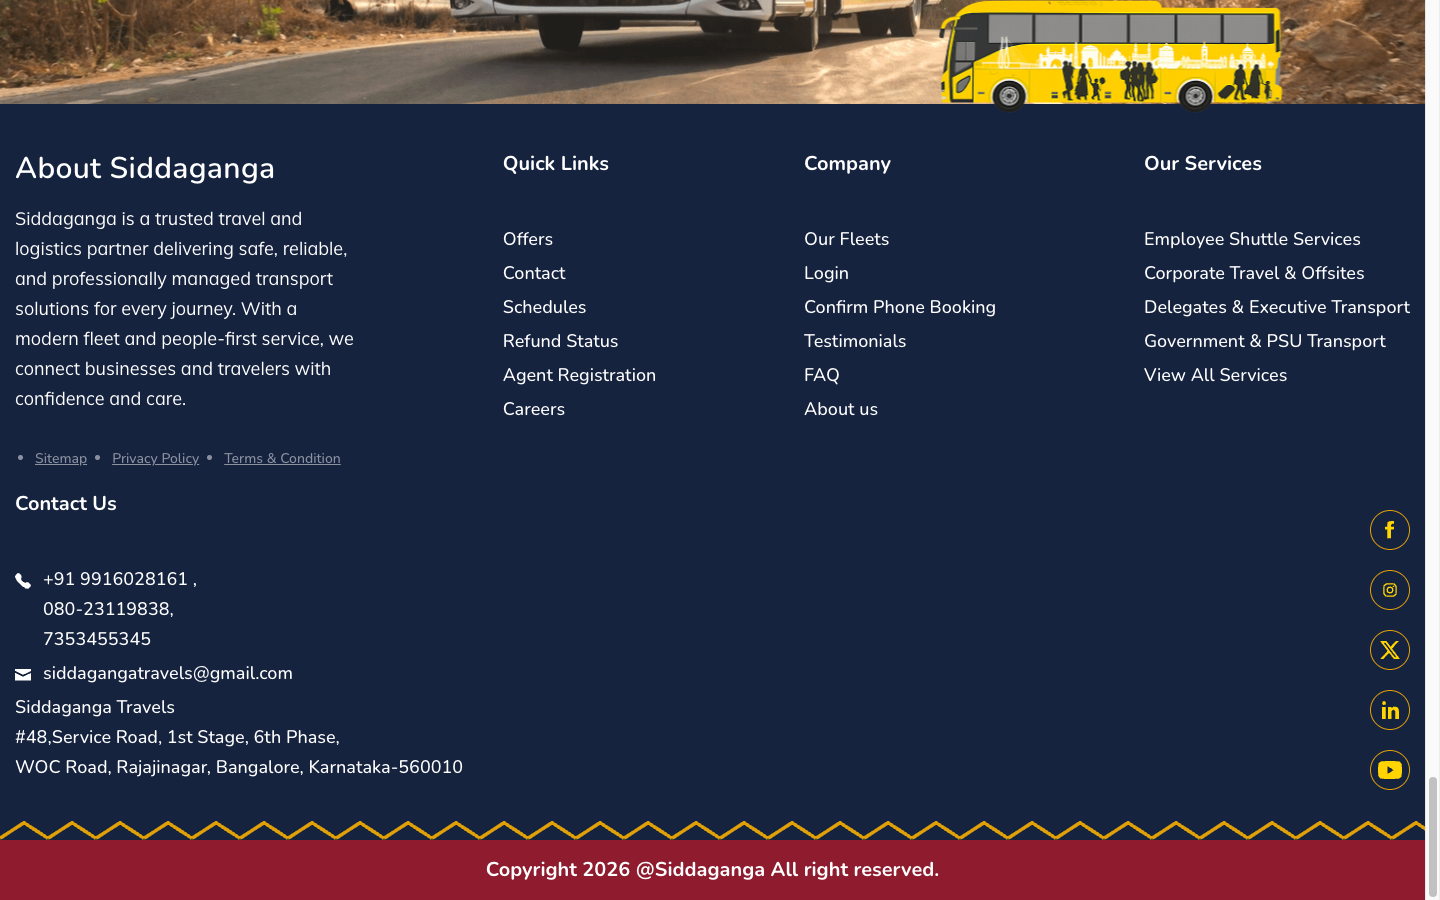 About Siddaganga
Siddaganga is a trusted travel and
logistics partner delivering safe, reliable,
and professionally managed transport
solutions for every journey. With a
modern fleet and people-first service, we
connect businesses and travelers with
confidence and care.
Sitemap Privacy Policy Terms & Condition
Quick Links
Offers
Contact
Schedules
Refund Status
Agent Registration
Careers
Company
Our Fleets
Login
Confirm Phone Booking
Testimonials
FAQ
About us
Our Services
Employee Shuttle Services
Corporate Travel & Offsites
Delegates & Executive Transport
Government & PSU Transport
View All Services
Contact Us
+91 9916028161 ,
080-23119838,
7353455345
siddagangatravels@gmail.com
Siddaganga Travels
#48,Service Road, 1st Stage, 6th Phase,
WOC Road, Rajajinagar, Bangalore, Karnataka-560010
Copyright 2026 @Siddaganga All right reserved.